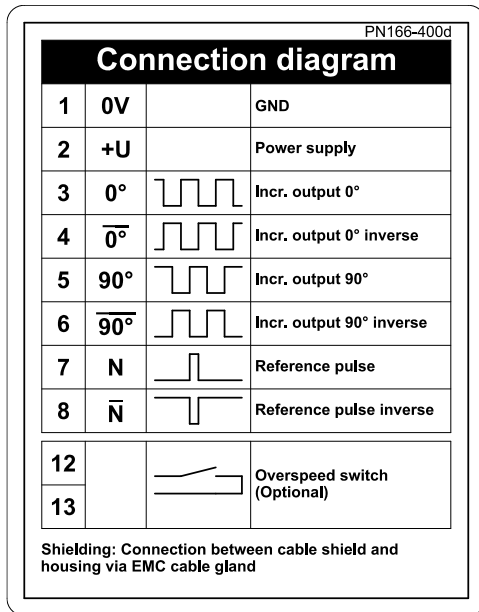 PN166-400d
Connection diagram
1 0V GND
2 +U Power supply
3 0° Incr. output 0°
4 0̅°̅ Incr. output 0° inverse
5 90° Incr. output 90°
6 9̅0̅°̅ Incr. output 90° inverse
7 N Reference pulse
8 N̅ Reference pulse inverse
12
13
Overspeed switch
(Optional)
Shielding: Connection between cable shield and
housing via EMC cable gland